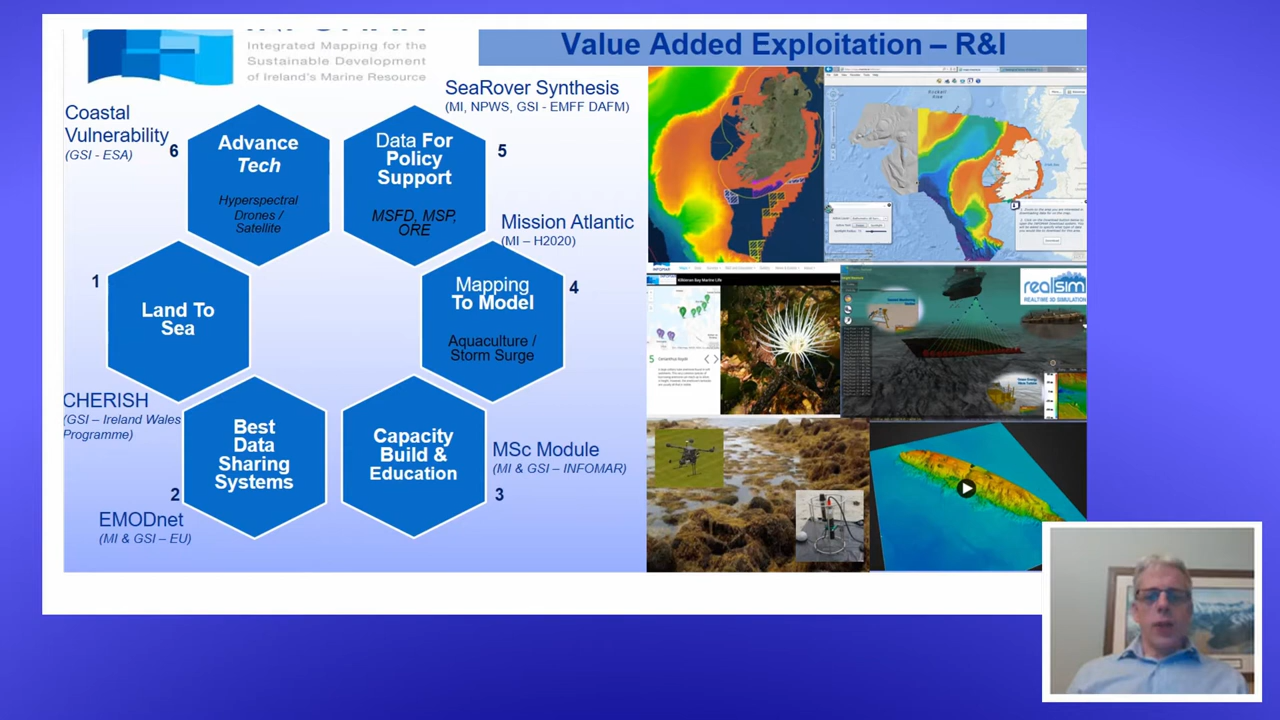 Integrated Mapping for the
Sustainable Development
of Ireland's Marine Resource
Value Added Exploitation – R&I
SeaRover Synthesis
(MI, NPWS, GSI - EMFF DAFM)
Coastal
Vulnerability
(GSI - ESA)
6
Advance
Tech
Hyperspectral
Drones /
Satellite
Data For
Policy
Support
MSFD, MSP,
ORE
5
Mission Atlantic
(MI – H2020)
1
Land To
Sea
Mapping
To Model
Aquaculture /
Storm Surge
4
CHERISH
(GSI – Ireland Wales
Programme)
Best
Data
Sharing
Systems
2
EMODnet
(MI & GSI – EU)
Capacity
Build &
Education
MSc Module
(MI & GSI – INFOMAR)
3
realsim
REALTIME 3D SIMULATION
5